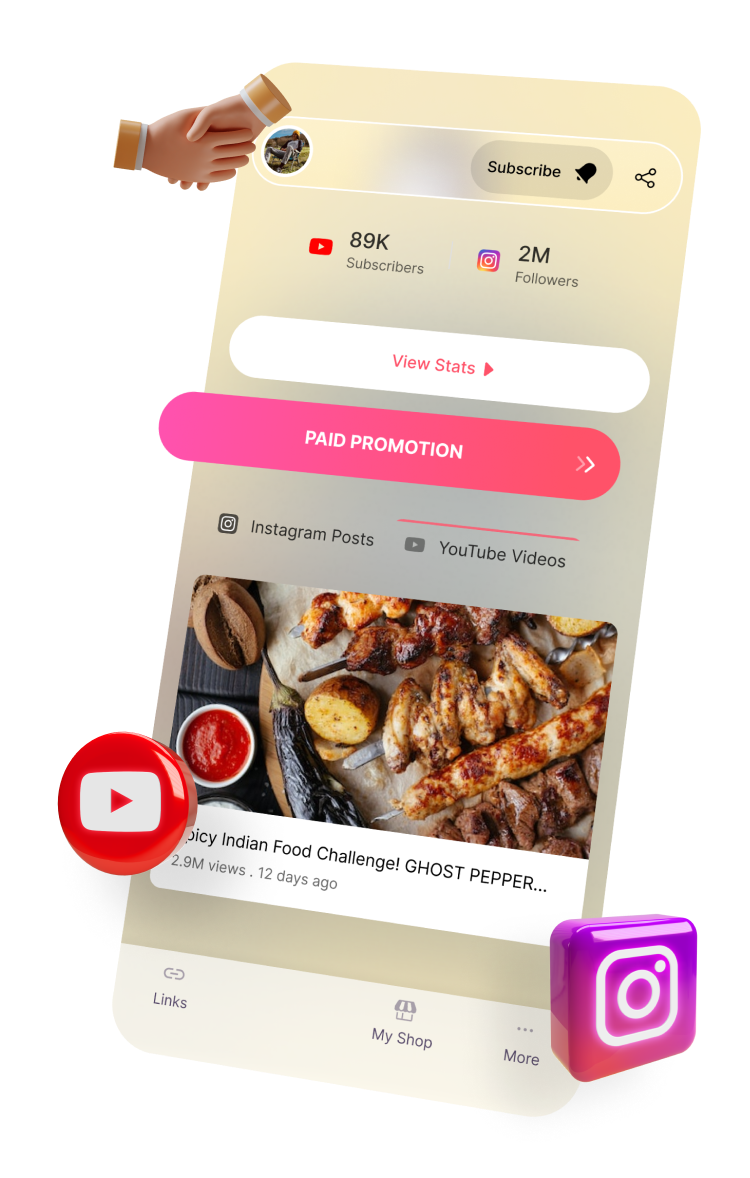 Subscribe
89K
Subscribers
2M
Followers
View Stats
PAID PROMOTION
Instagram Posts
YouTube Videos
picy Indian Food Challenge! GHOST PEPPER...
2.9M views . 12 days ago
Links
My Shop
More